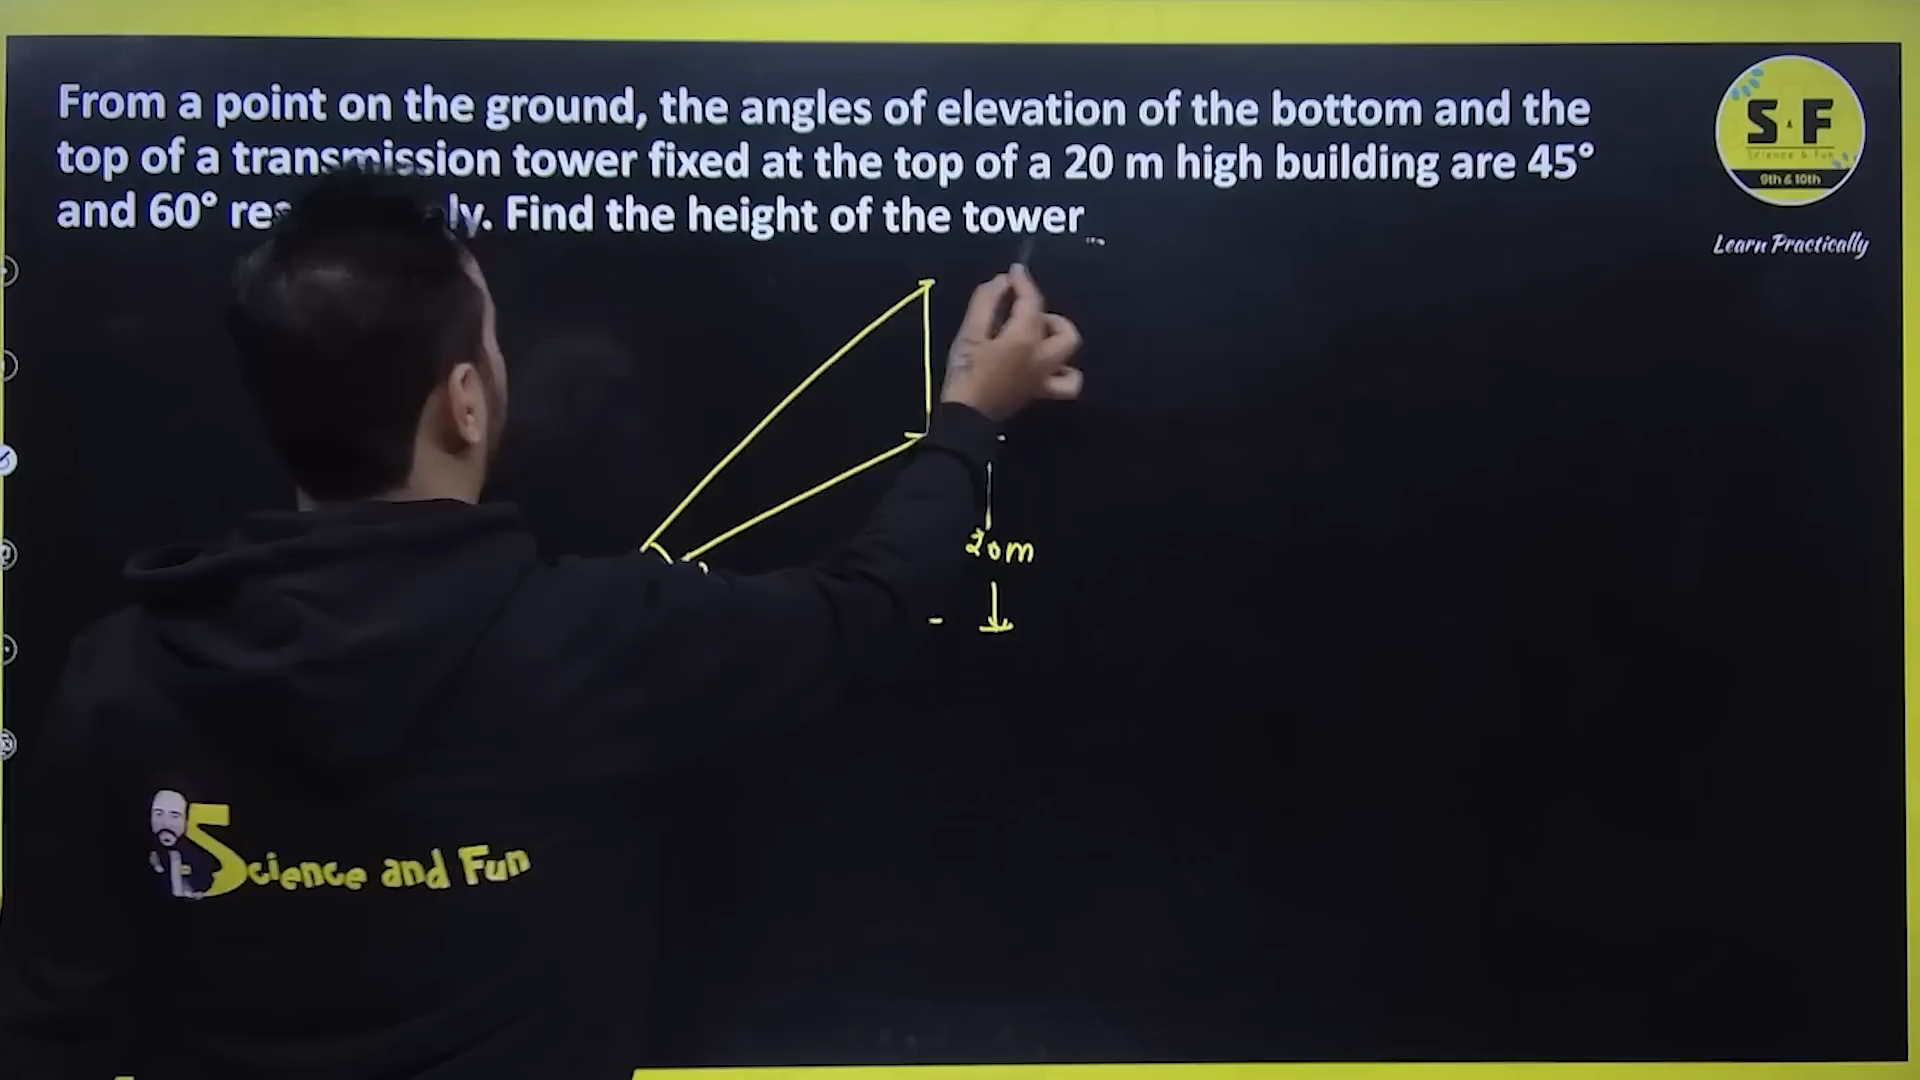 From a point on the ground, the angles of elevation of the bottom and the
top of a transmission tower fixed at the top of a 20 m high building are 45°
and 60° res ly. Find the height of the tower
S&F
Science & Fun
9th & 10th
Learn Practically
20m
Science and Fun